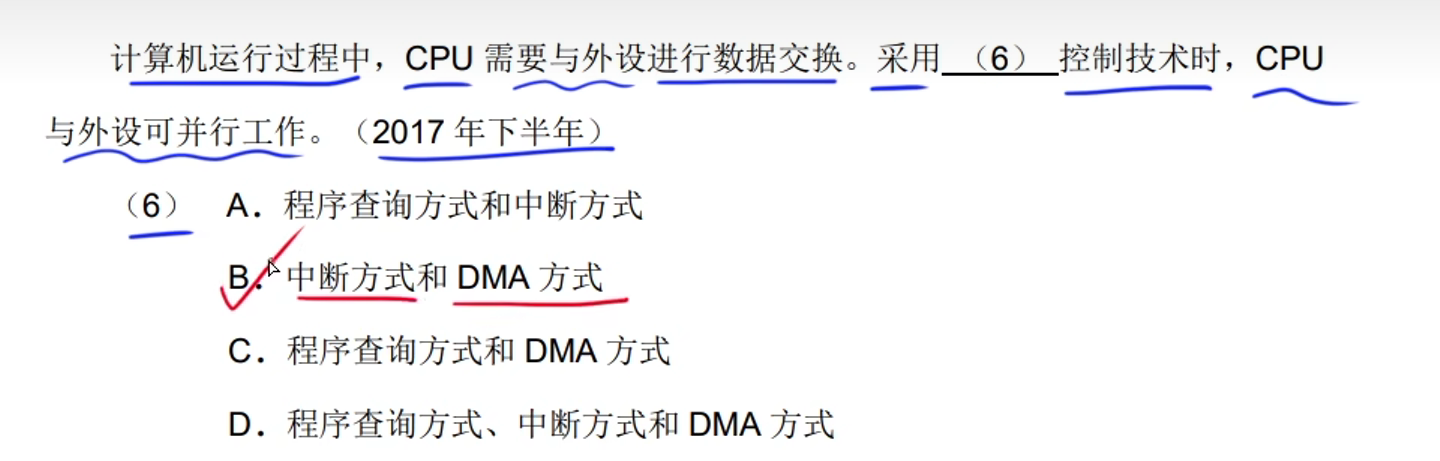 计算机运行过程中，CPU 需要与外设进行数据交换。采用 （6） 控制技术时，CPU
与外设可并行工作。（2017 年下半年）
（6） A．程序查询方式和中断方式
B．中断方式和 DMA 方式
C．程序查询方式和 DMA 方式
D．程序查询方式、中断方式和 DMA 方式